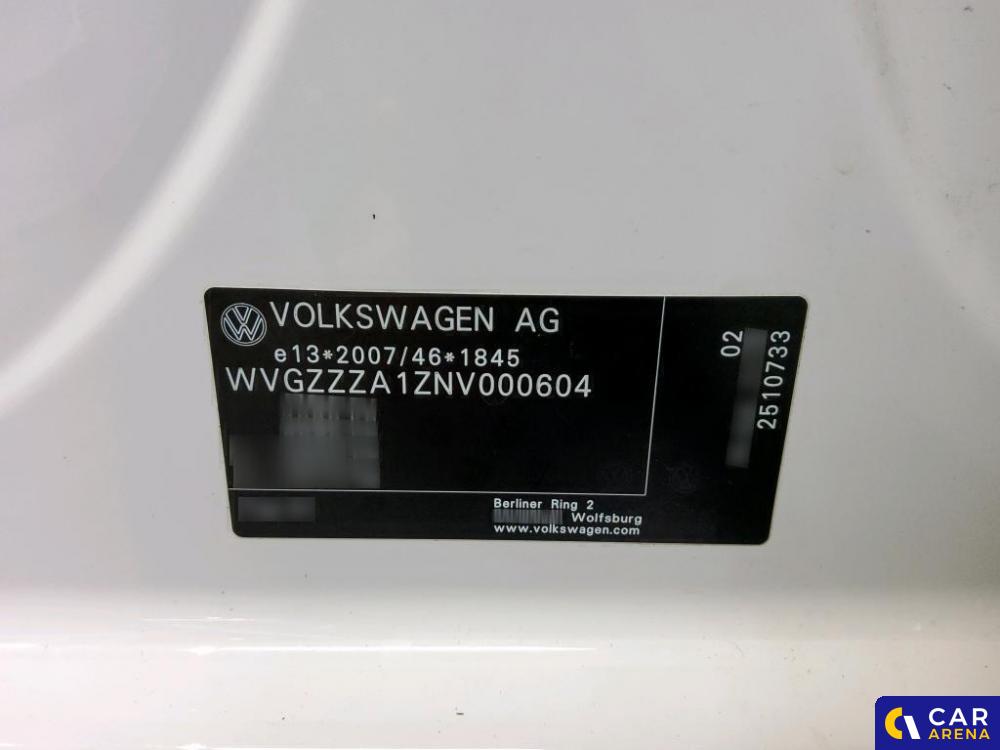 VOLKSWAGEN AG
e13*2007/46*1845
WVGZZZA1ZNV000604
02
2510733
Berliner Ring 2
Wolfsburg
www.volkswagen.com
CAR
ARENA